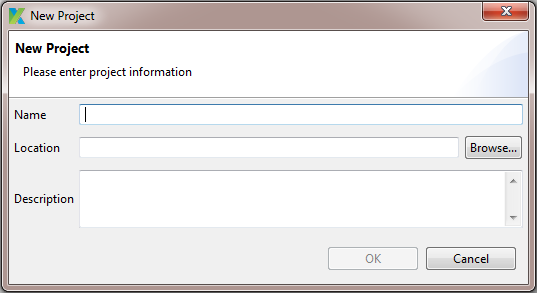 New Project
New Project
Please enter project information
Name
Location
Browse...
Description
OK
Cancel